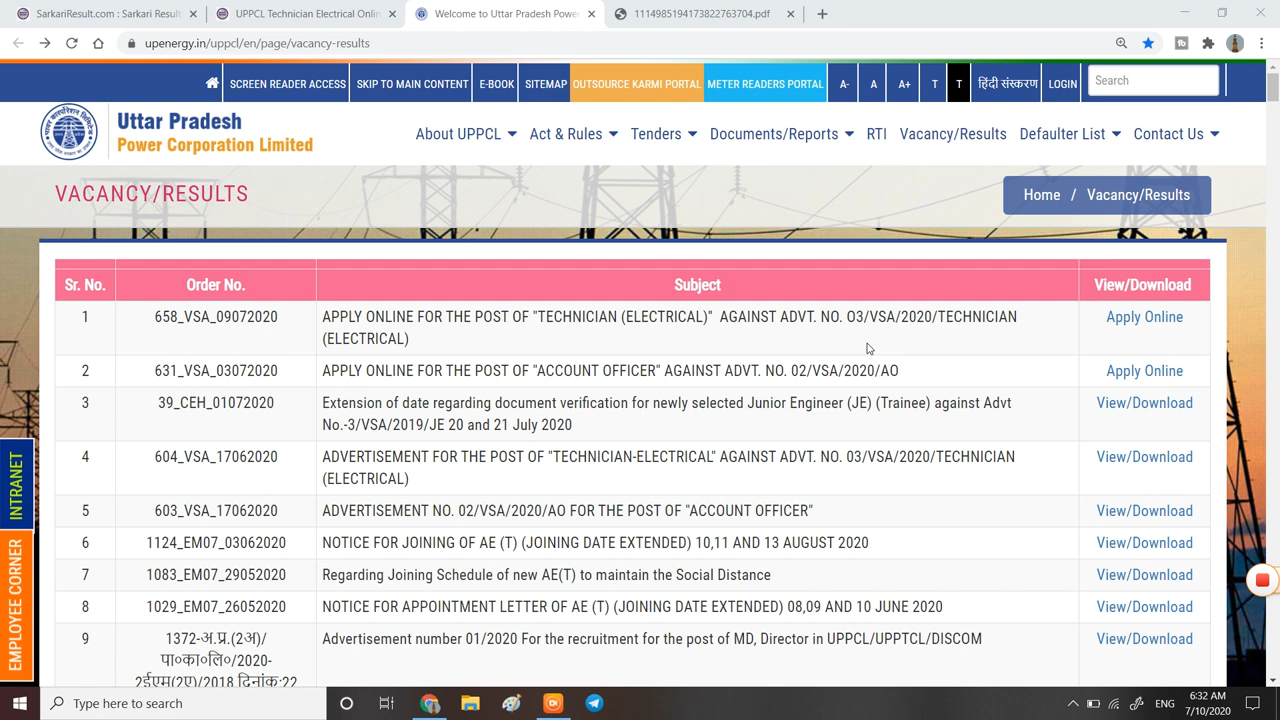 SarkariResult.com : Sarkari Result
UPPCL Technician Electrical Onlin
Welcome to Uttar Pradesh Power
1114985194173822763704.pdf
upenergy.in/uppcl/en/page/vacancy-results
SCREEN READER ACCESS
SKIP TO MAIN CONTENT
E-BOOK
SITEMAP
OUTSOURCE KARMI PORTAL
METER READERS PORTAL
A-
A
A+
T
T
हिंदी संस्करण
LOGIN
Search
Uttar Pradesh
Power Corporation Limited
About UPPCL
Act & Rules
Tenders
Documents/Reports
RTI
Vacancy/Results
Defaulter List
Contact Us
VACANCY/RESULTS
Home / Vacancy/Results
Sr. No. Order No. Subject View/Download
1 658_VSA_09072020 APPLY ONLINE FOR THE POST OF "TECHNICIAN (ELECTRICAL)" AGAINST ADVT. NO. O3/VSA/2020/TECHNICIAN Apply Online
(ELECTRICAL)
2 631_VSA_03072020 APPLY ONLINE FOR THE POST OF "ACCOUNT OFFICER" AGAINST ADVT. NO. 02/VSA/2020/AO Apply Online
3 39_CEH_01072020 Extension of date regarding document verification for newly selected Junior Engineer (JE) (Trainee) against Advt View/Download
No.-3/VSA/2019/JE 20 and 21 July 2020
4 604_VSA_17062020 ADVERTISEMENT FOR THE POST OF "TECHNICIAN-ELECTRICAL" AGAINST ADVT. NO. 03/VSA/2020/TECHNICIAN View/Download
(ELECTRICAL)
5 603_VSA_17062020 ADVERTISEMENT NO. 02/VSA/2020/AO FOR THE POST OF "ACCOUNT OFFICER" View/Download
6 1124_EM07_03062020 NOTICE FOR JOINING OF AE (T) (JOINING DATE EXTENDED) 10,11 AND 13 AUGUST 2020 View/Download
7 1083_EM07_29052020 Regarding Joining Schedule of new AE(T) to maintain the Social Distance View/Download
8 1029_EM07_26052020 NOTICE FOR APPOINTMENT LETTER OF AE (T) (JOINING DATE EXTENDED) 08,09 AND 10 JUNE 2020 View/Download
9 1372-अ.प्र.(2अ)/ Advertisement number 01/2020 For the recruitment for the post of MD, Director in UPPCL/UPPTCL/DISCOM View/Download
पा०का०लि०/2020-
2ईएम(2ए)/2018 दिनांक:22
INTRANET
EMPLOYEE CORNER
Type here to search
ENG
6:32 AM
7/10/2020